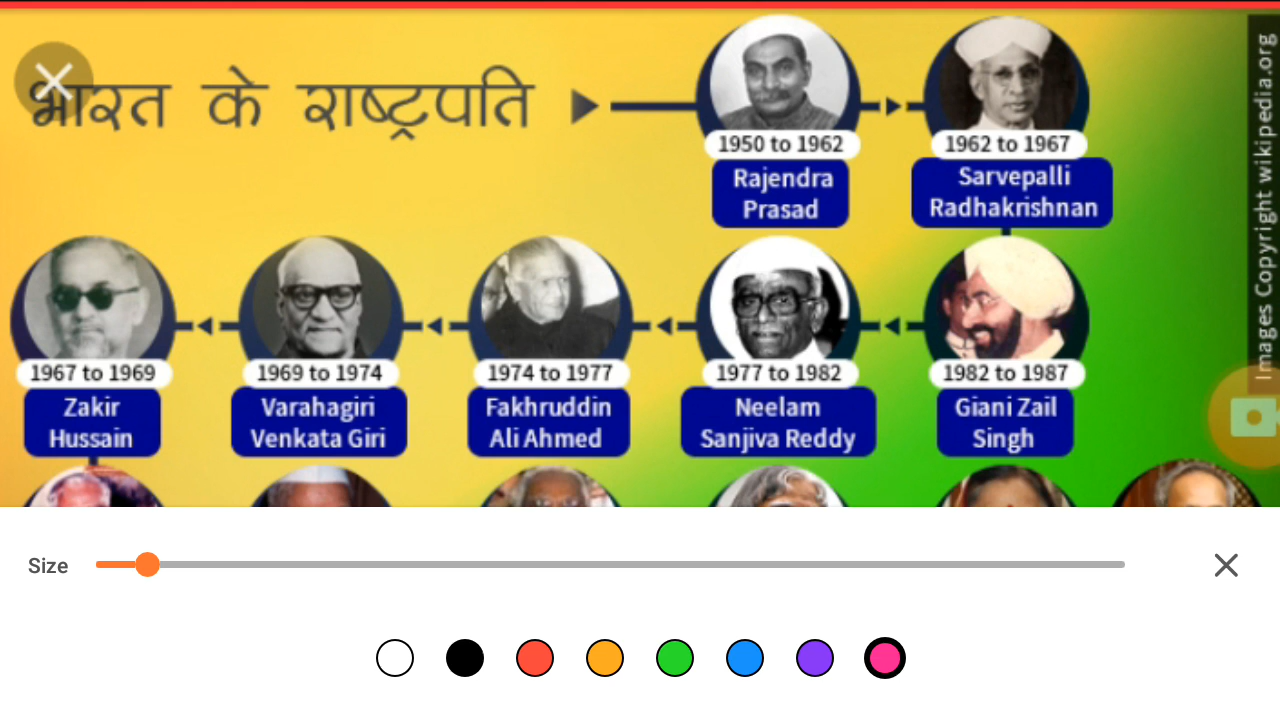 भारत के राष्ट्रपति
1950 to 1962
Rajendra
Prasad
1962 to 1967
Sarvepalli
Radhakrishnan
Images Copyright wikipedia.org
1967 to 1969
Zakir
Hussain
1969 to 1974
Varahagiri
Venkata Giri
1974 to 1977
Fakhruddin
Ali Ahmed
1977 to 1982
Neelam
Sanjiva Reddy
1982 to 1987
Giani Zail
Singh
Size